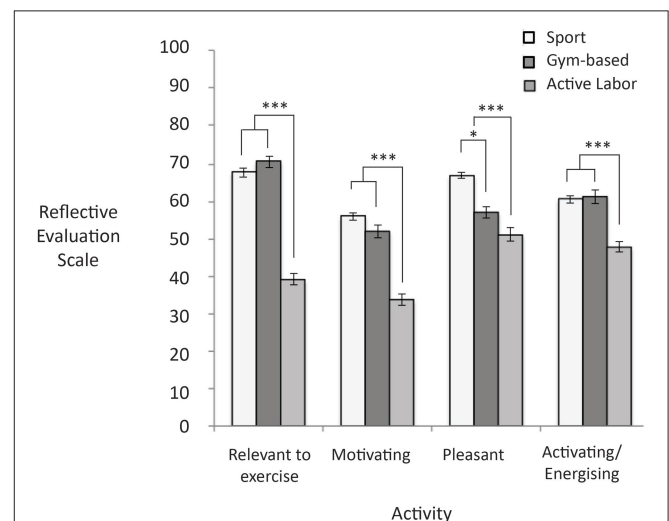 100
90
80
70
60
50
40
30
20
10
0
Reflective
Evaluation
Scale
Sport
Gym-based
Active Labor
***
***
***
*
***
Relevant to
exercise
Motivating
Pleasant
Activating/
Energising
Activity